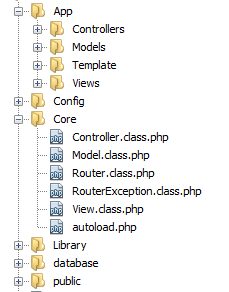 App
Controllers
Models
Template
Views
Config
Core
Controller.class.php
Model.class.php
Router.class.php
RouterException.class.php
View.class.php
autoload.php
Library
database
public